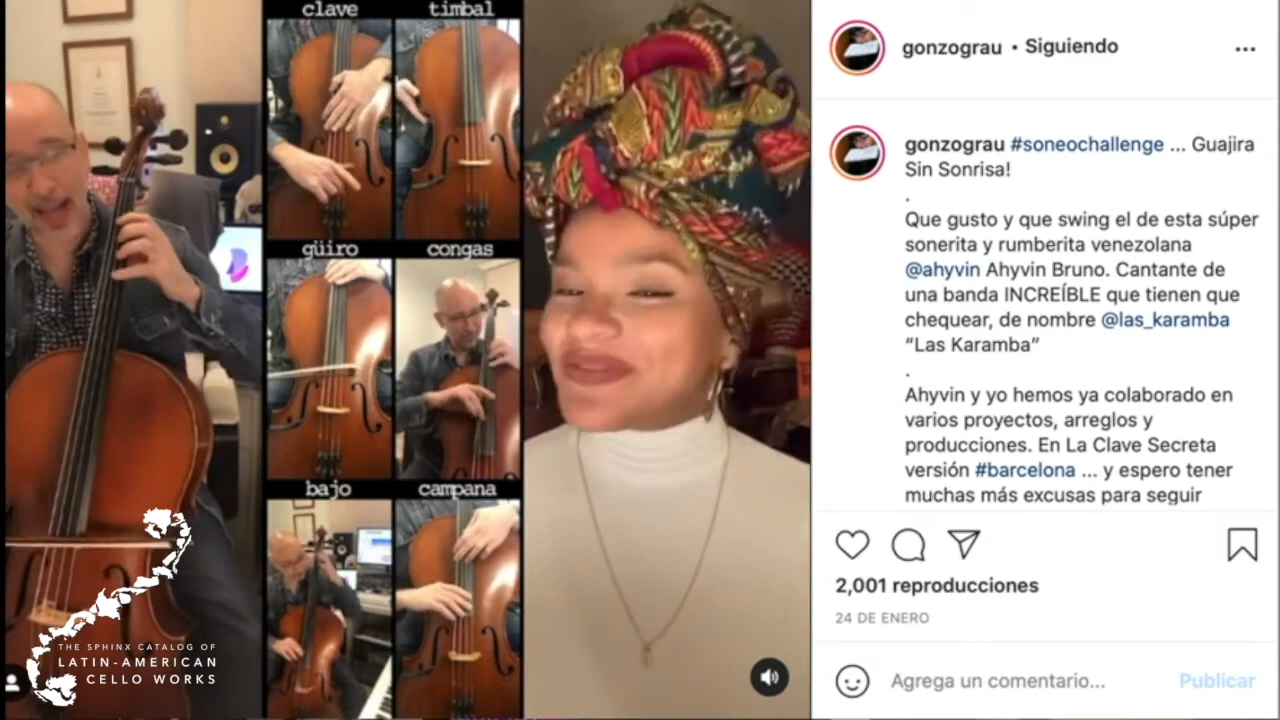 clave
timbal
güiro
congas
bajo
campana
THE SPHINX CATALOG OF
LATIN-AMERICAN
CELLO WORKS
gonzograu • Siguiendo
gonzograu #soneochallenge ... Guajira
Sin Sonrisa!
.
Que gusto y que swing el de esta súper
sonerita y rumberita venezolana
@ahyvin Ahyvin Bruno. Cantante de
una banda INCREÍBLE que tienen que
chequear, de nombre @las_karamba
“Las Karamba”
.
Ahyvin y yo hemos ya colaborado en
varios proyectos, arreglos y
producciones. En La Clave Secreta
versión #barcelona ... y espero tener
muchas más excusas para seguir
2,001 reproducciones
24 DE ENERO
Agrega un comentario...
Publicar